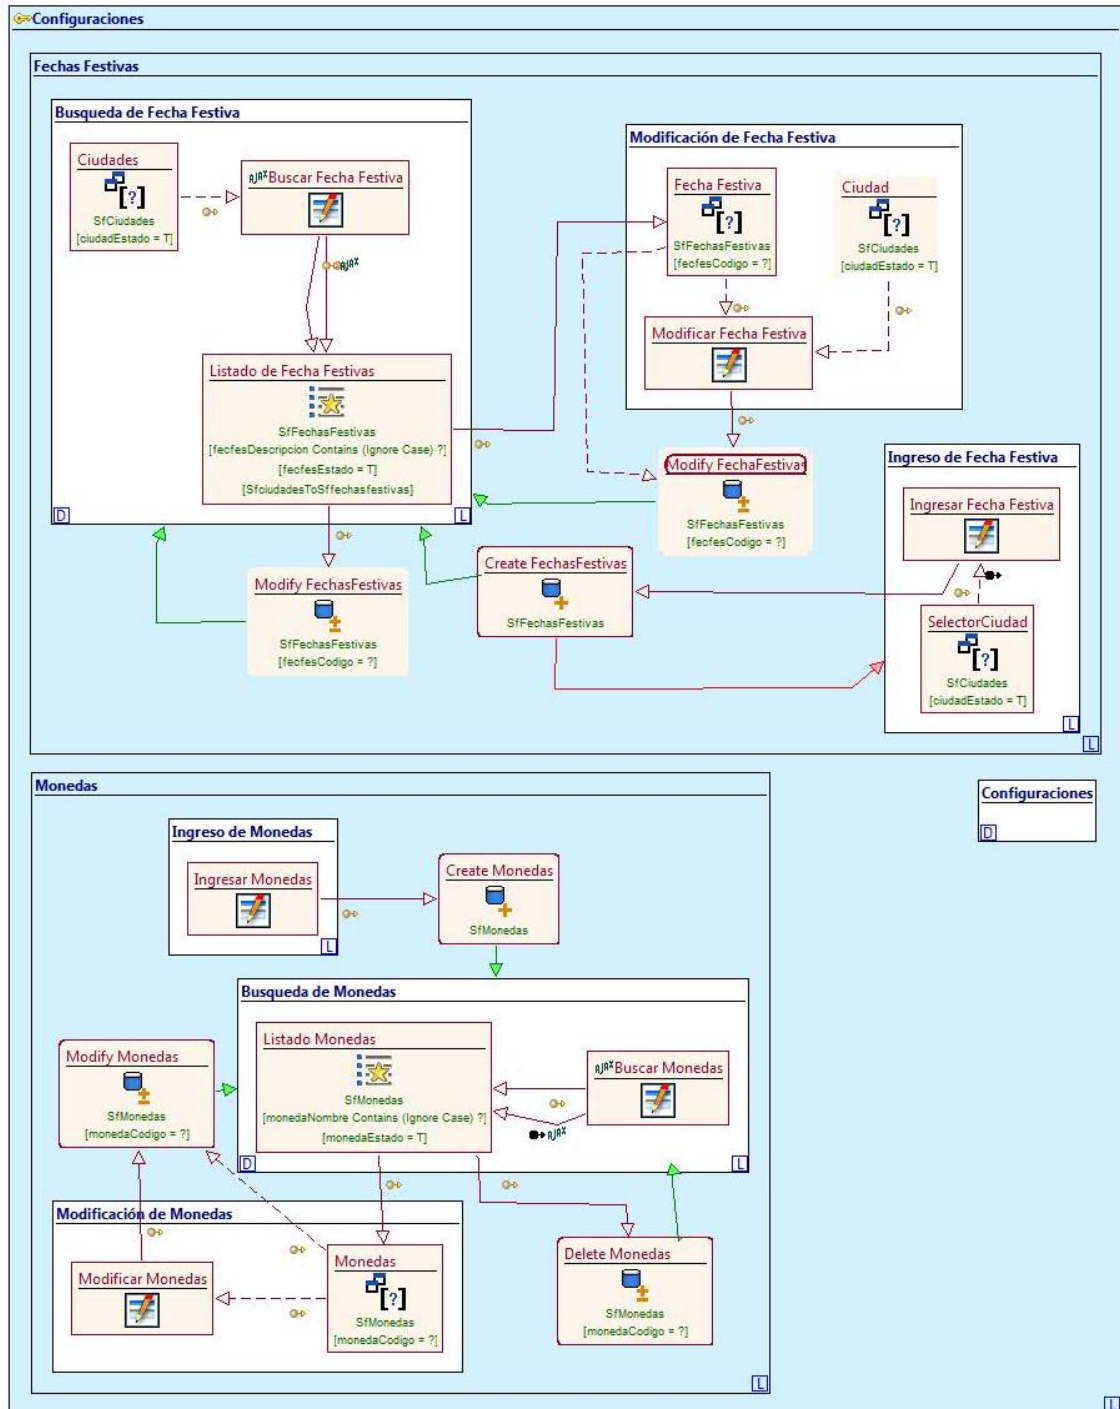 Configuraciones
Fechas Festivas
Busqueda de Fecha Festiva
Ciudades
[?]
SfCiudades
[ciudadEstado = T]
AJAX Buscar Fecha Festiva
AJAX
Listado de Fecha Festivas
SfFechasFestivas
[fecfesDescripcion Contains (Ignore Case) ?]
[fecfesEstado = T]
[SfciudadesToSffechasfestivas]
D
L
Modificación de Fecha Festiva
Fecha Festiva
[?]
SfFechasFestivas
[fecfesCodigo = ?]
Ciudad
[?]
SfCiudades
[ciudadEstado = T]
Modificar Fecha Festiva
Modify FechaFestivas
SfFechasFestivas
[fecfesCodigo = ?]
Ingreso de Fecha Festiva
Ingresar Fecha Festiva
SelectorCiudad
[?]
SfCiudades
[ciudadEstado = T]
L
L
Modify FechasFestivas
SfFechasFestivas
[fecfesCodigo = ?]
Create FechasFestivas
SfFechasFestivas
Monedas
Configuraciones
D
Ingreso de Monedas
Ingresar Monedas
L
Create Monedas
SfMonedas
Busqueda de Monedas
Listado Monedas
SfMonedas
[monedaNombre Contains (Ignore Case) ?]
[monedaEstado = T]
AJAX Buscar Monedas
AJAX
D
L
Modify Monedas
SfMonedas
[monedaCodigo = ?]
Modificación de Monedas
Modificar Monedas
Monedas
[?]
SfMonedas
[monedaCodigo = ?]
Delete Monedas
SfMonedas
[monedaCodigo = ?]
L
L